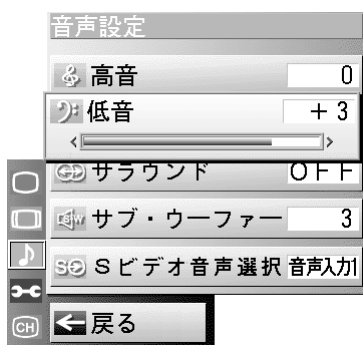 音声設定
高音 0
低音 +3
サラウンド OFF
SW サブ・ウーファー 3
S Sビデオ音声選択 音声入力1
CH 戻る